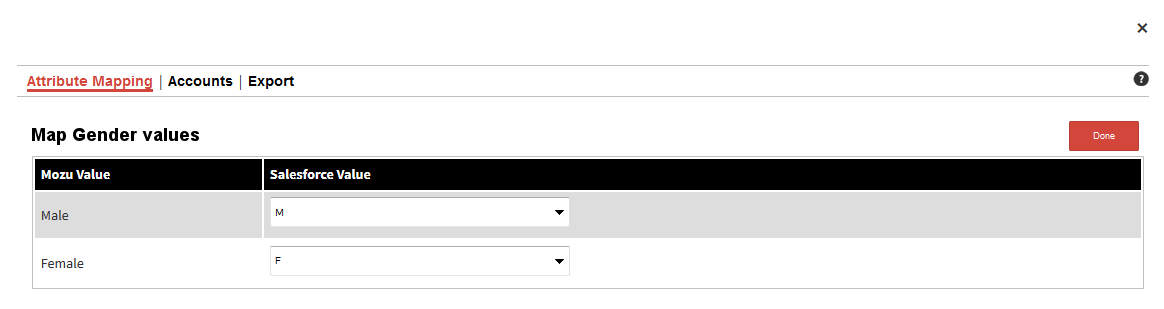 ×
Attribute Mapping | Accounts | Export ?
Map Gender values
Done
Mozu Value Salesforce Value
Male M
Female F